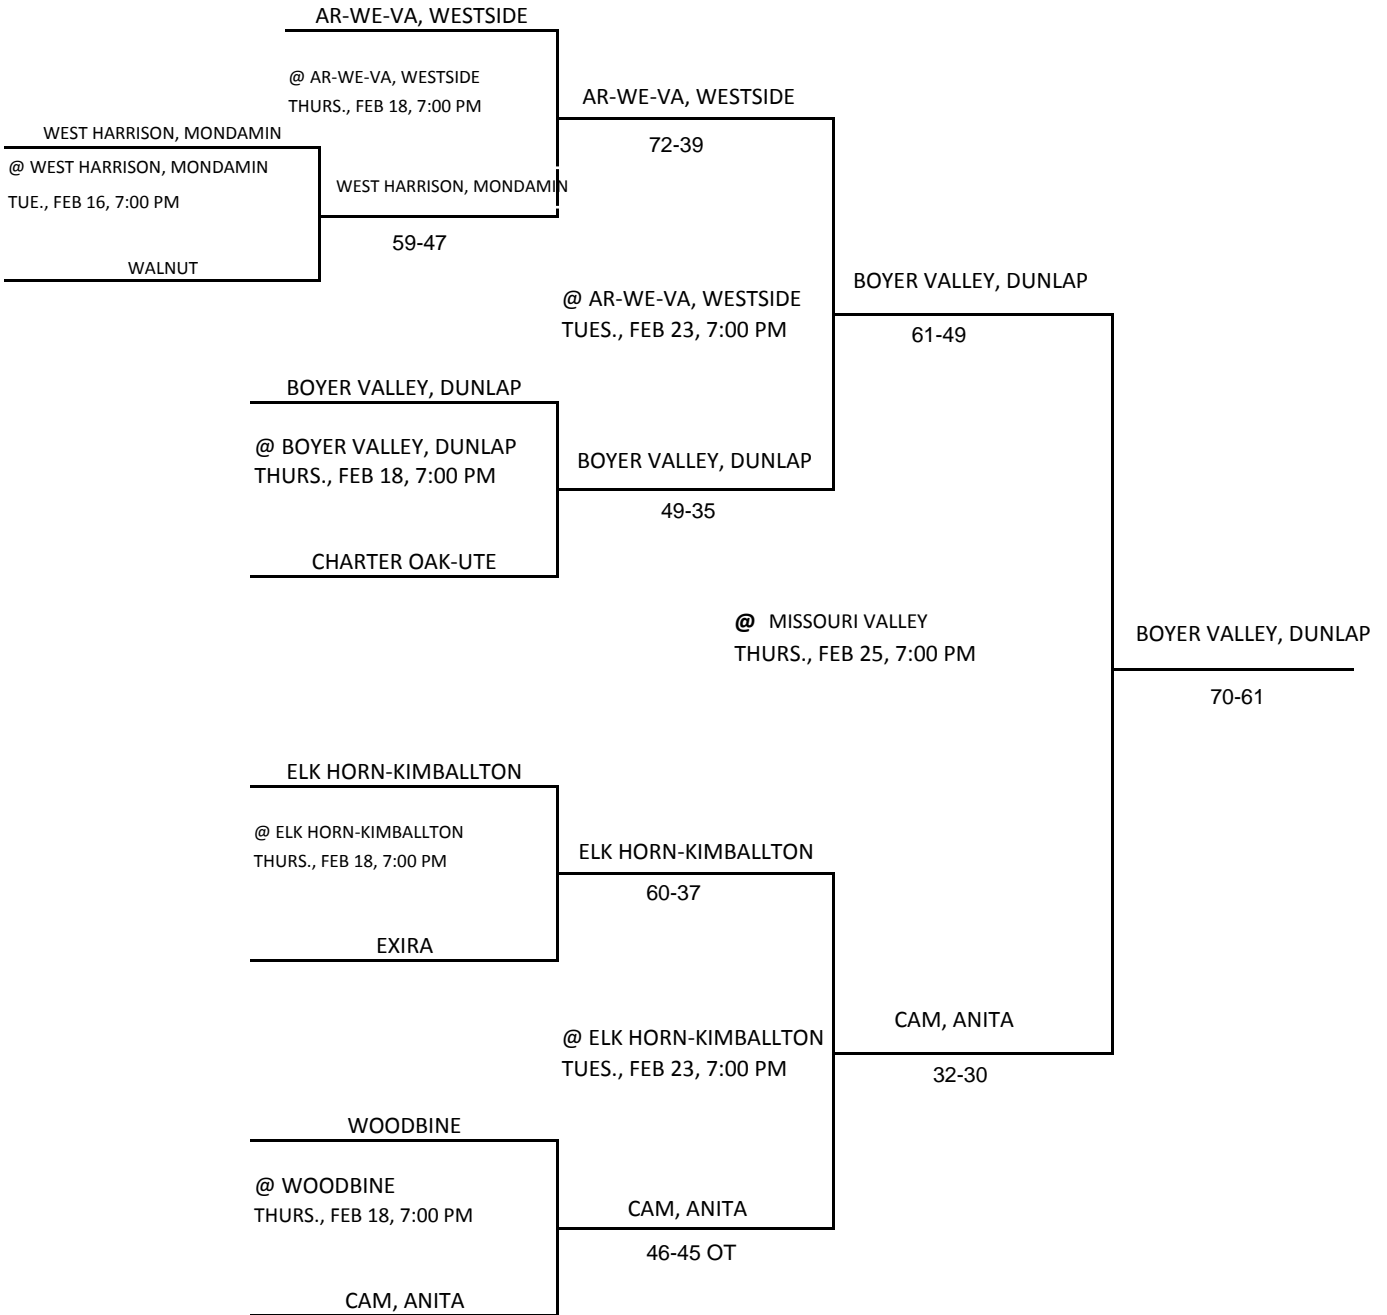 AR-WE-VA, WESTSIDE
@ AR-WE-VA, WESTSIDE
THURS., FEB 18, 7:00 PM
AR-WE-VA, WESTSIDE
72-39
WEST HARRISON, MONDAMIN
@ WEST HARRISON, MONDAMIN
TUE., FEB 16, 7:00 PM
WEST HARRISON, MONDAMIN
59-47
WALNUT
@ AR-WE-VA, WESTSIDE
TUES., FEB 23, 7:00 PM
BOYER VALLEY, DUNLAP
61-49
BOYER VALLEY, DUNLAP
@ BOYER VALLEY, DUNLAP
THURS., FEB 18, 7:00 PM
BOYER VALLEY, DUNLAP
49-35
CHARTER OAK-UTE
@ MISSOURI VALLEY
THURS., FEB 25, 7:00 PM
BOYER VALLEY, DUNLAP
70-61
ELK HORN-KIMBALLTON
@ ELK HORN-KIMBALLTON
THURS., FEB 18, 7:00 PM
ELK HORN-KIMBALLTON
60-37
EXIRA
@ ELK HORN-KIMBALLTON
TUES., FEB 23, 7:00 PM
CAM, ANITA
32-30
WOODBINE
@ WOODBINE
THURS., FEB 18, 7:00 PM
CAM, ANITA
46-45 OT
CAM, ANITA